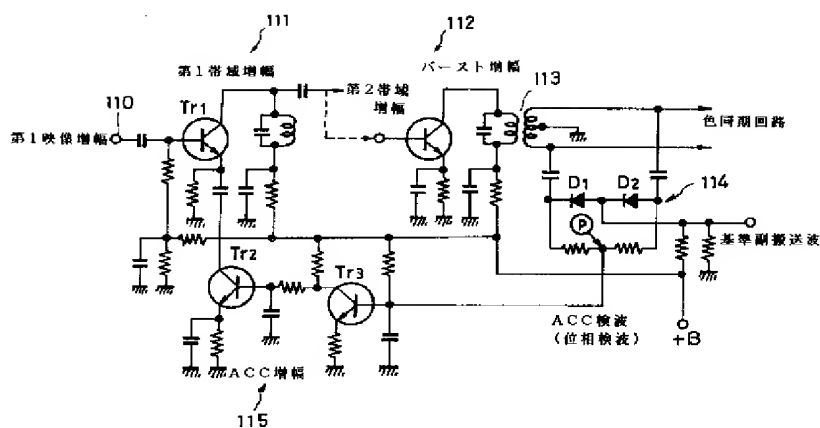 111
112
第1帯域増幅
バースト増幅
113
110
Tr1
第2帯域
増幅
色同期回路
第1映像増幅
D1
D2
114
P
基準副搬送波
Tr2
Tr3
ACC検波
(位相検波)
+B
ACC増幅
115